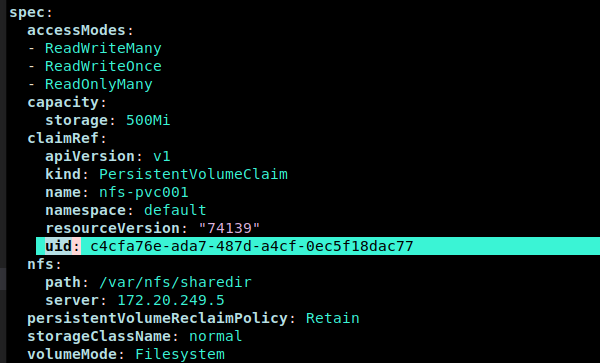 spec:
  accessModes:
  - ReadWriteMany
  - ReadWriteOnce
  - ReadOnlyMany
  capacity:
    storage: 500Mi
  claimRef:
    apiVersion: v1
    kind: PersistentVolumeClaim
    name: nfs-pvc001
    namespace: default
    resourceVersion: "74139"
    uid: c4cfa76e-ada7-487d-a4cf-0ec5f18dac77
  nfs:
    path: /var/nfs/sharedir
    server: 172.20.249.5
  persistentVolumeReclaimPolicy: Retain
  storageClassName: normal
  volumeMode: Filesystem